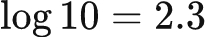 log 10 = 2.3